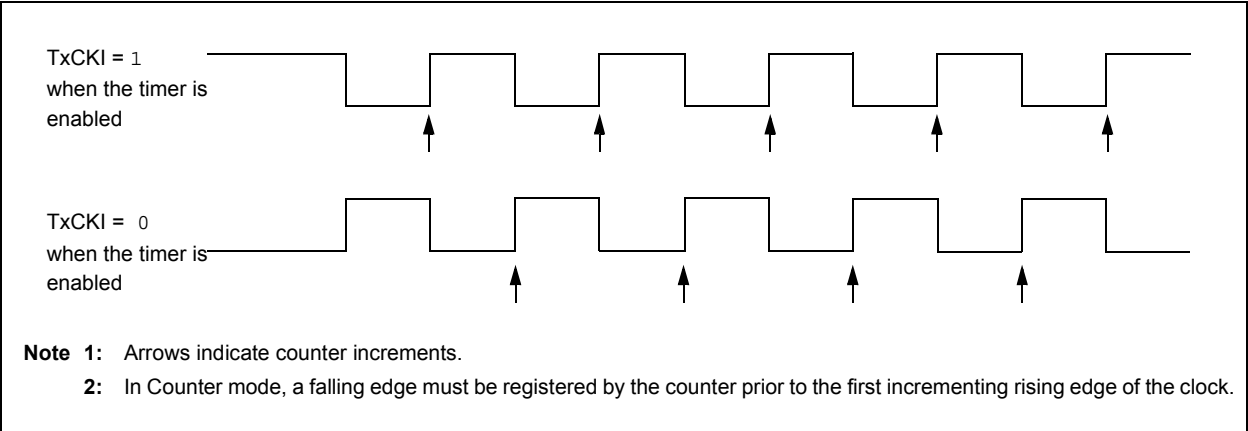 TxCKI = 1
when the timer is
enabled
TxCKI = 0
when the timer is
enabled
Note 1: Arrows indicate counter increments.
2: In Counter mode, a falling edge must be registered by the counter prior to the first incrementing rising edge of the clock.